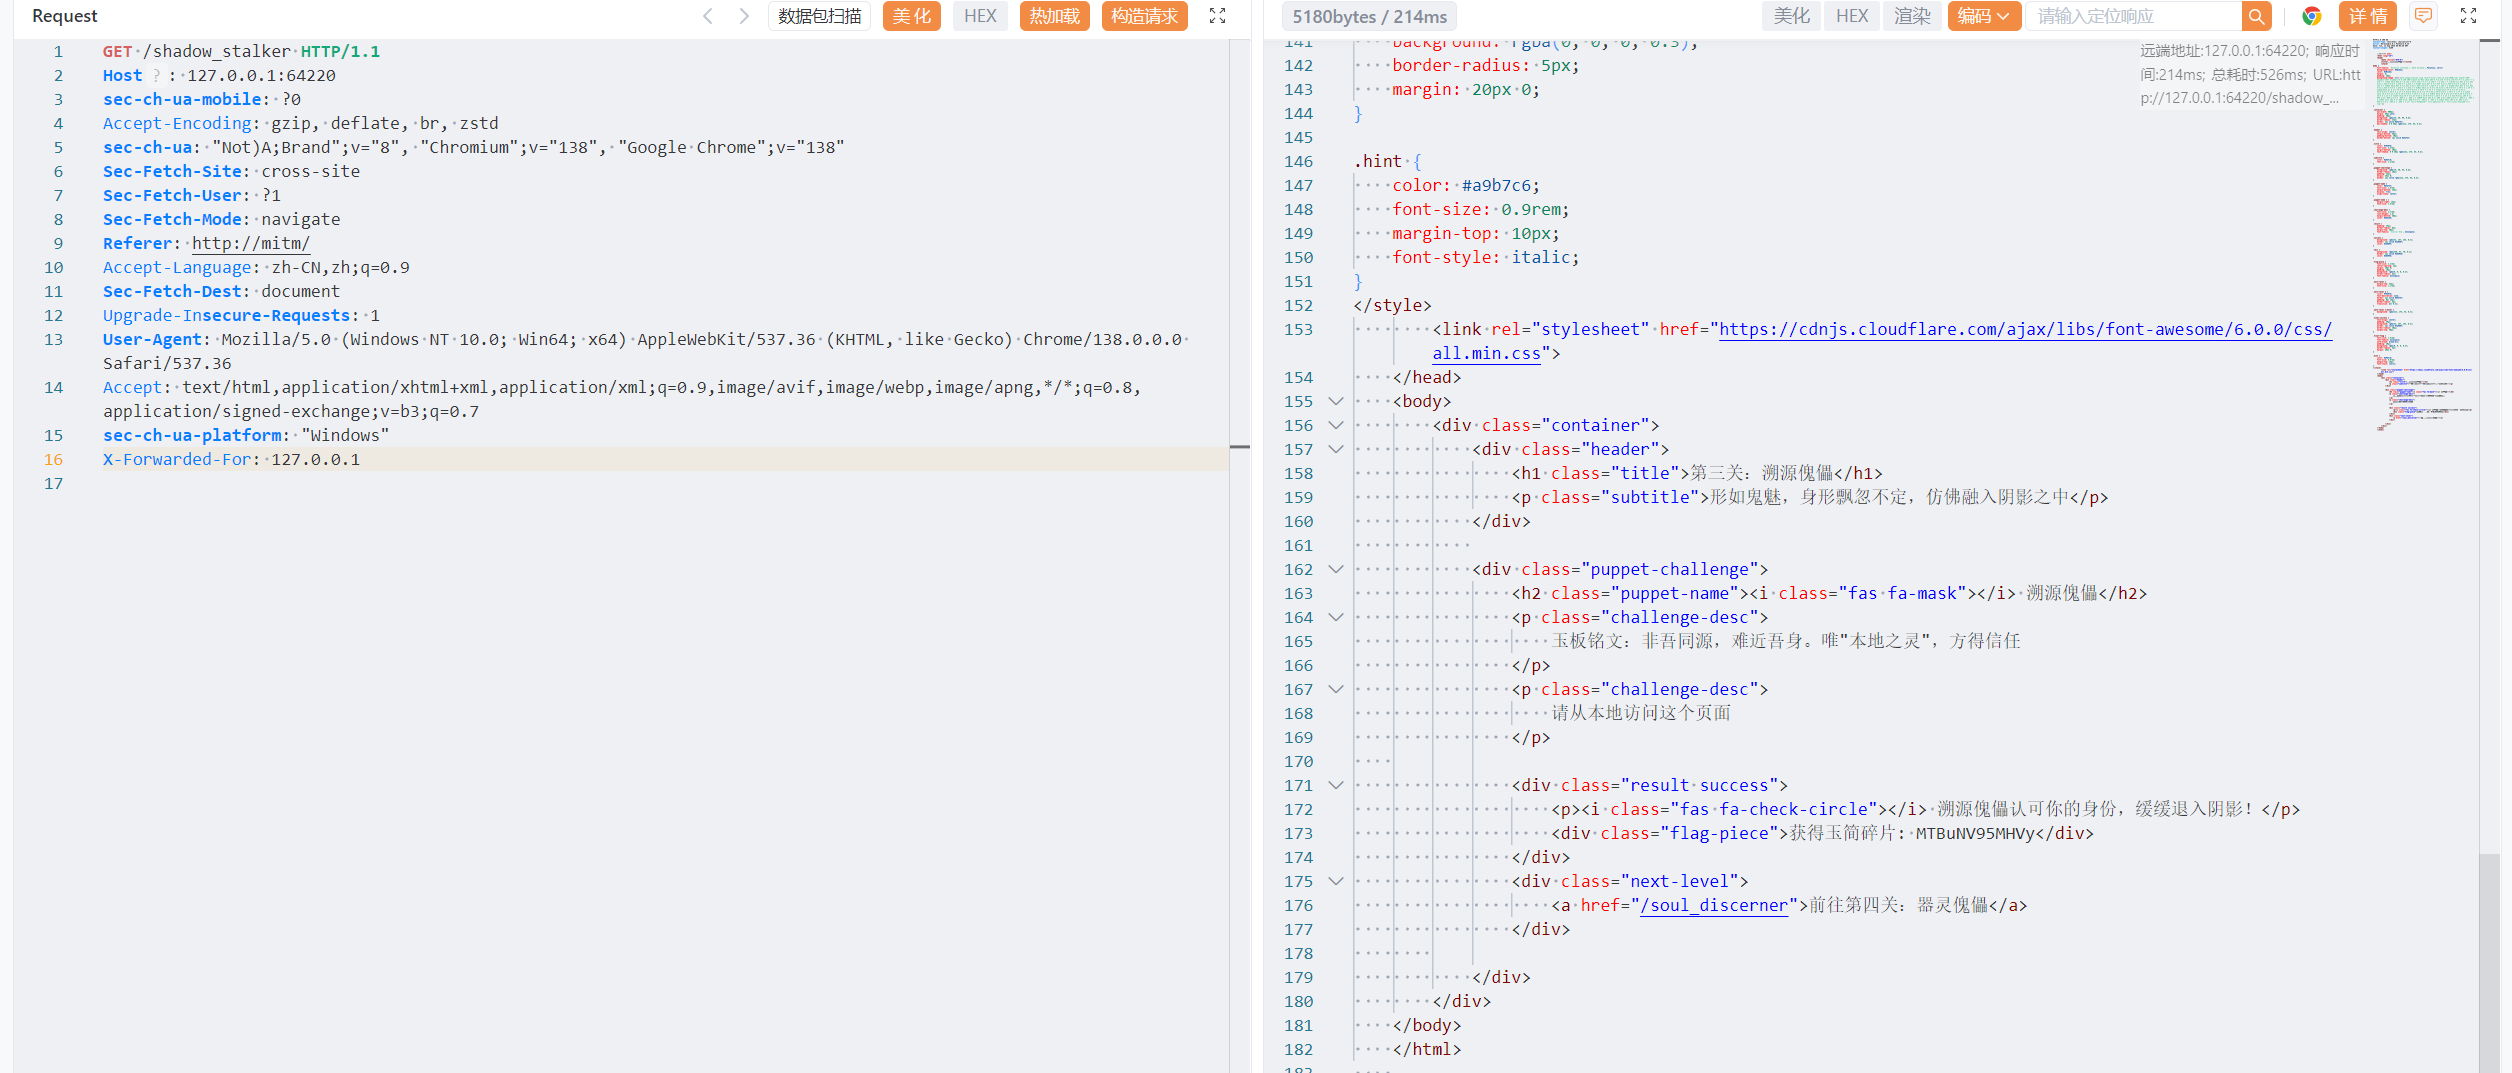 Request
数据包扫描
美化
HEX
热加载
构造请求
1 GET /shadow_stalker HTTP/1.1
2 Host ? : 127.0.0.1:64220
3 sec-ch-ua-mobile: ?0
4 Accept-Encoding: gzip, deflate, br, zstd
5 sec-ch-ua: "Not)A;Brand";v="8", "Chromium";v="138", "Google Chrome";v="138"
6 Sec-Fetch-Site: cross-site
7 Sec-Fetch-User: ?1
8 Sec-Fetch-Mode: navigate
9 Referer: http://mitm/
10 Accept-Language: zh-CN,zh;q=0.9
11 Sec-Fetch-Dest: document
12 Upgrade-Insecure-Requests: 1
13 User-Agent: Mozilla/5.0 (Windows NT 10.0; Win64; x64) AppleWebKit/537.36 (KHTML, like Gecko) Chrome/138.0.0.0
Safari/537.36
14 Accept: text/html,application/xhtml+xml,application/xml;q=0.9,image/avif,image/webp,image/apng,*/*;q=0.8,
application/signed-exchange;v=b3;q=0.7
15 sec-ch-ua-platform: "Windows"
16 X-Forwarded-For: 127.0.0.1
17
5180bytes / 214ms
美化
HEX
渲染
编码
请输入定位响应
详情
远端地址:127.0.0.1:64220; 响应时
间:214ms; 总耗时:526ms; URL:htt
p://127.0.0.1:64220/shadow_...
141 background: rgba(0, 0, 0, 0.3);
142 border-radius: 5px;
143 margin: 20px 0;
144 }
145
146 .hint {
147 color: #a9b7c6;
148 font-size: 0.9rem;
149 margin-top: 10px;
150 font-style: italic;
151 }
152 </style>
153 <link rel="stylesheet" href="https://cdnjs.cloudflare.com/ajax/libs/font-awesome/6.0.0/css/
all.min.css">
154 </head>
155 <body>
156 <div class="container">
157 <div class="header">
158 <h1 class="title">第三关：溯源傀儡</h1>
159 <p class="subtitle">形如鬼魅，身形飘忽不定，仿佛融入阴影之中</p>
160 </div>
161
162 <div class="puppet-challenge">
163 <h2 class="puppet-name"><i class="fas fa-mask"></i> 溯源傀儡</h2>
164 <p class="challenge-desc">
165 玉板铭文：非吾同源，难近吾身。唯"本地之灵"，方得信任
166 </p>
167 <p class="challenge-desc">
168 请从本地访问这个页面
169 </p>
170
171 <div class="result success">
172 <p><i class="fas fa-check-circle"></i> 溯源傀儡认可你的身份，缓缓退入阴影！</p>
173 <div class="flag-piece">获得玉简碎片: MTBuNV95MHVy</div>
174 </div>
175 <div class="next-level">
176 <a href="/soul_discerner">前往第四关：器灵傀儡</a>
177 </div>
178
179 </div>
180 </div>
181 </body>
182 </html>
183